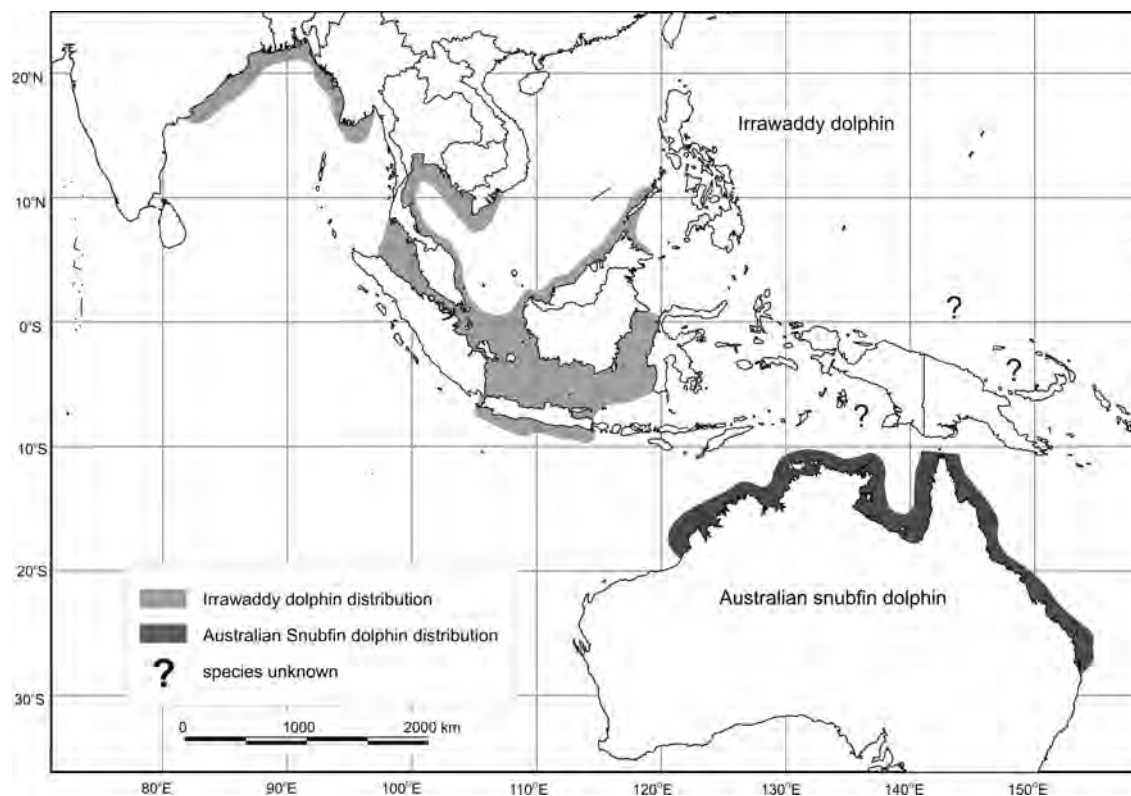 20°N
Irrawaddy dolphin
10°N
?
0°S
?
?
10°S
20°S
Irrawaddy dolphin distribution
Australian snubfin dolphin
Australian Snubfin dolphin distribution
? species unknown
30°S
0 1000 2000 km
80°E 90°E 100°E 110°E 120°E 130°E 140°E 150°E